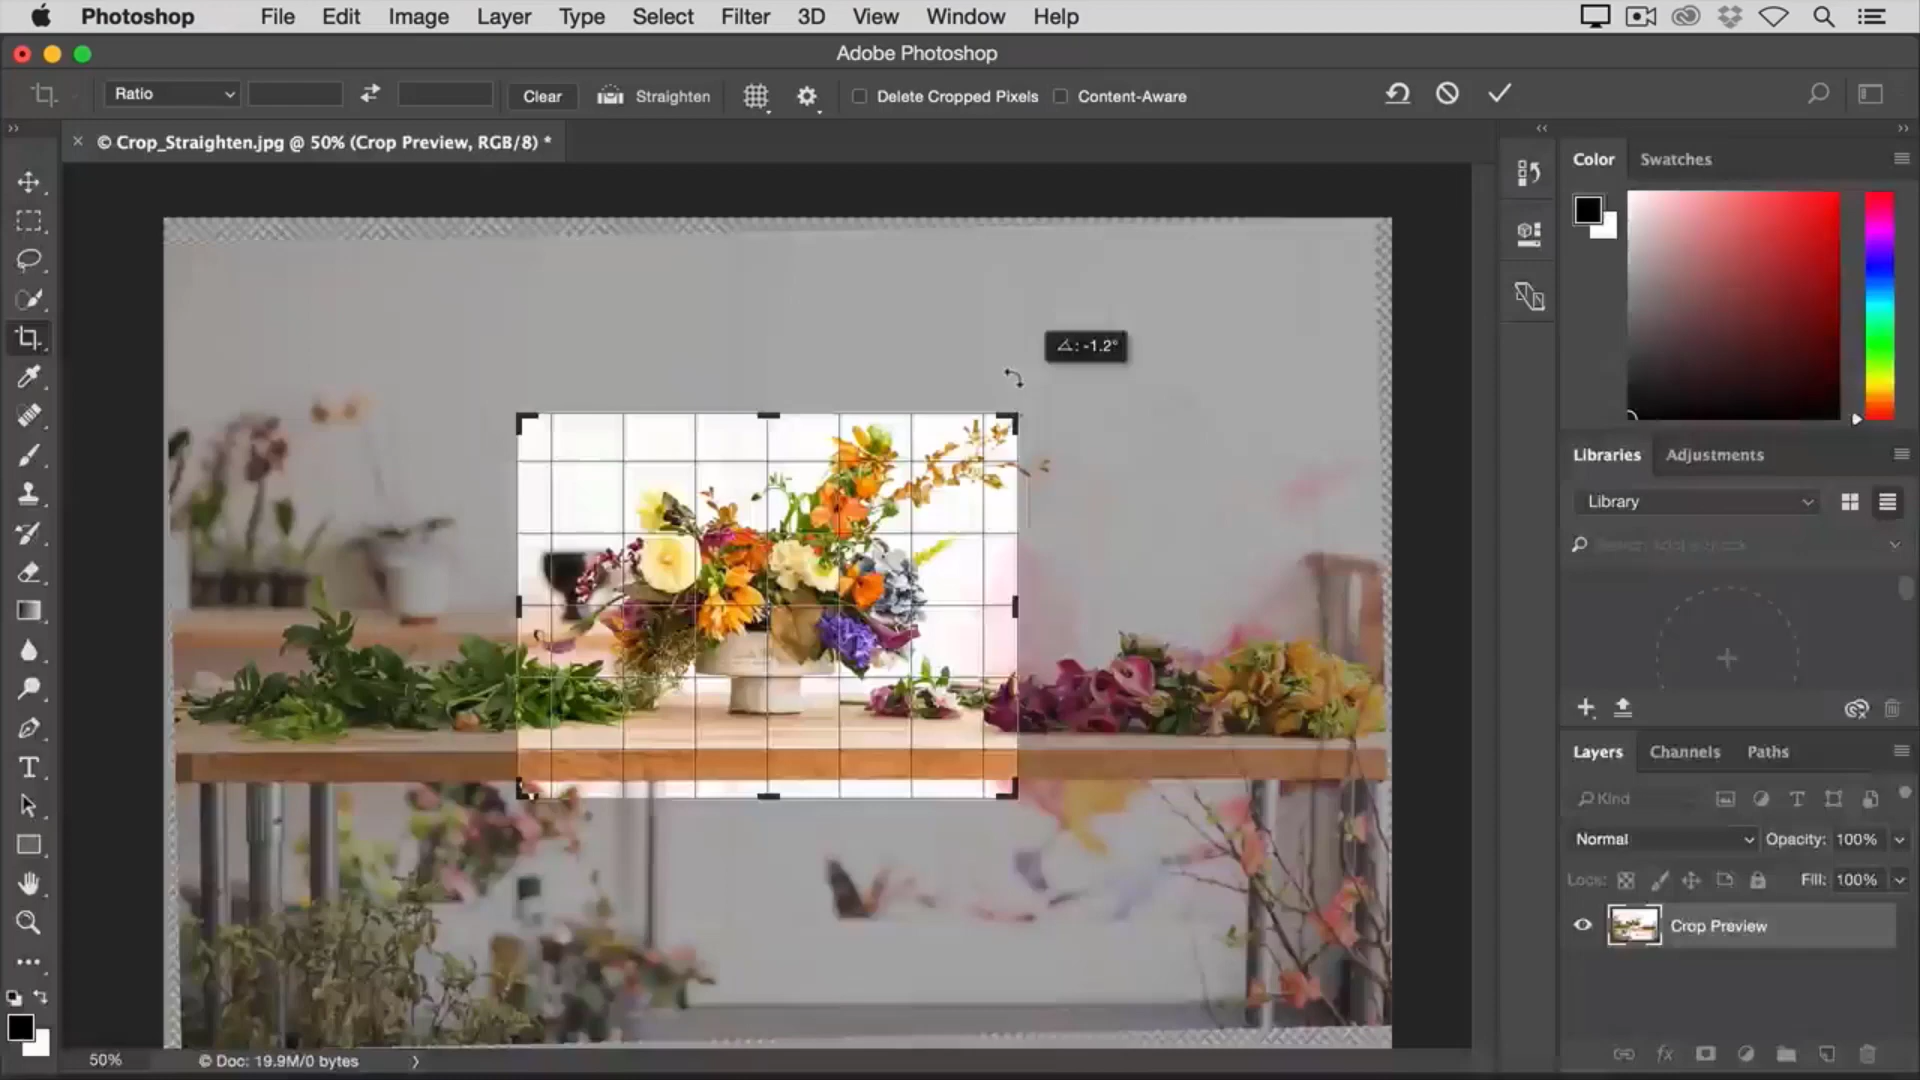 Photoshop File Edit Image Layer Type Select Filter 3D View Window Help
Adobe Photoshop
Ratio Clear Straighten Delete Cropped Pixels Content-Aware
× © Crop_Straighten.jpg @ 50% (Crop Preview, RGB/8) *
Color Swatches
∡: -1.2°
Libraries Adjustments
Library
Layers Channels Paths
Kind
Normal Opacity: 100%
Lock: Fill: 100%
Crop Preview
50% © Doc: 19.9M/0 bytes